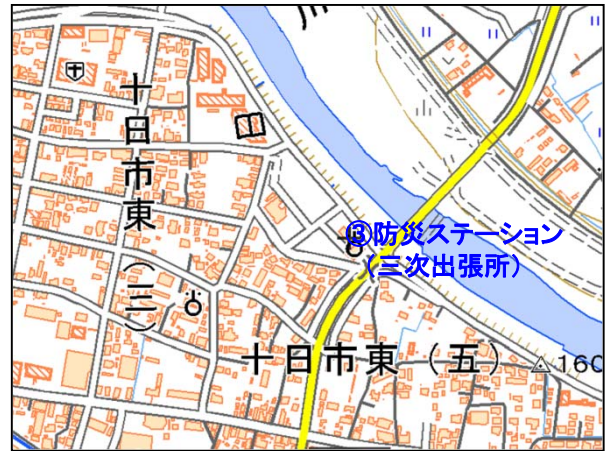 川
十日市東（三）
③防災ステーション
（三次出張所）
十日市東（五）
160